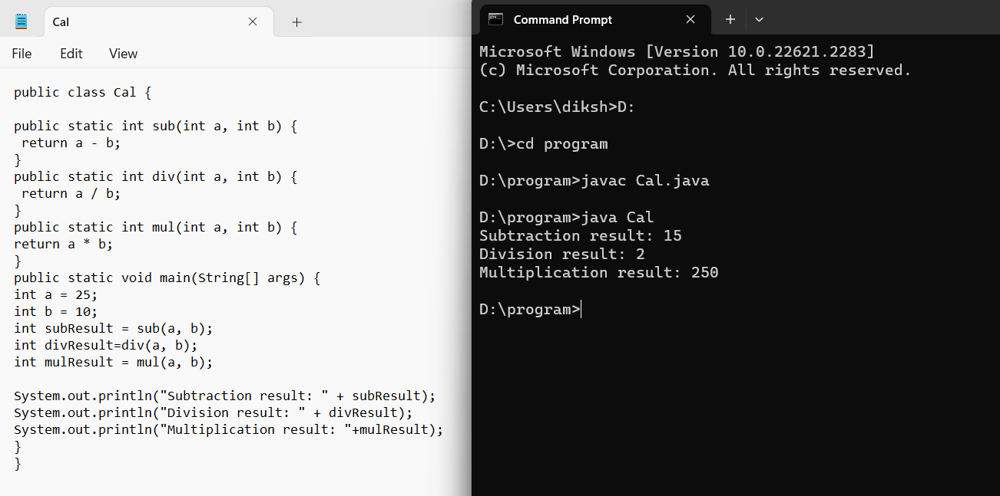 Cal
File Edit View
public class Cal {
public static int sub(int a, int b) {
return a - b;
}
public static int div(int a, int b) {
return a / b;
}
public static int mul(int a, int b) {
return a * b;
}
public static void main(String[] args) {
int a = 25;
int b = 10;
int subResult = sub(a, b);
int divResult=div(a, b);
int mulResult = mul(a, b);
System.out.println("Subtraction result: " + subResult);
System.out.println("Division result: " + divResult);
System.out.println("Multiplication result: "+mulResult);
}
}
Command Prompt
Microsoft Windows [Version 10.0.22621.2283]
(c) Microsoft Corporation. All rights reserved.
C:\Users\diksh>D:
D:\>cd program
D:\program>javac Cal.java
D:\program>java Cal
Subtraction result: 15
Division result: 2
Multiplication result: 250
D:\program>